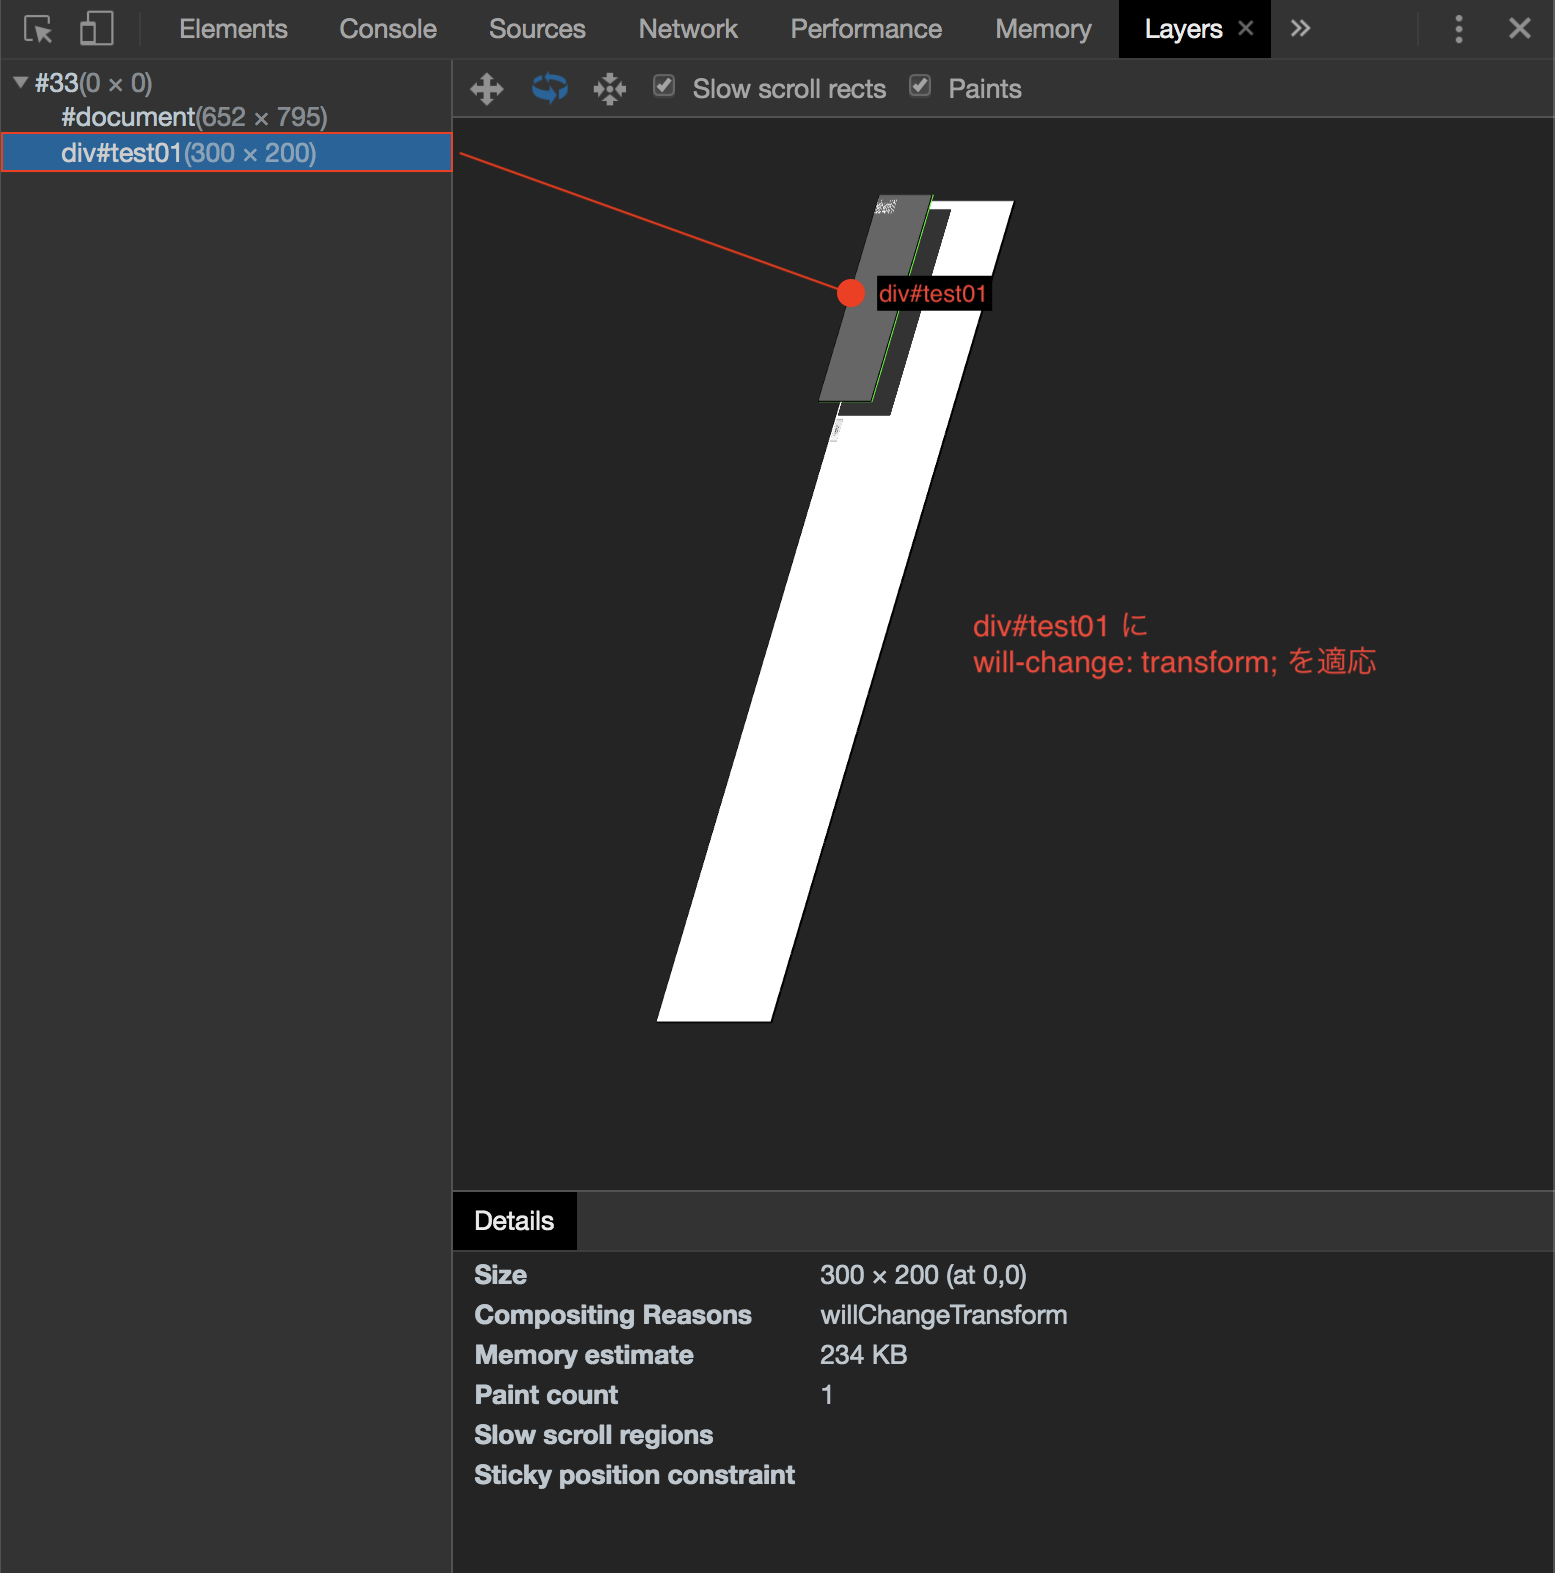 Elements Console Sources Network Performance Memory Layers
#33(0 × 0)
#document(652 × 795)
div#test01(300 × 200)
Slow scroll rects Paints
div#test01
div#test01 に
will-change: transform; を適応
Details
Size 300 × 200 (at 0,0)
Compositing Reasons willChangeTransform
Memory estimate 234 KB
Paint count 1
Slow scroll regions
Sticky position constraint